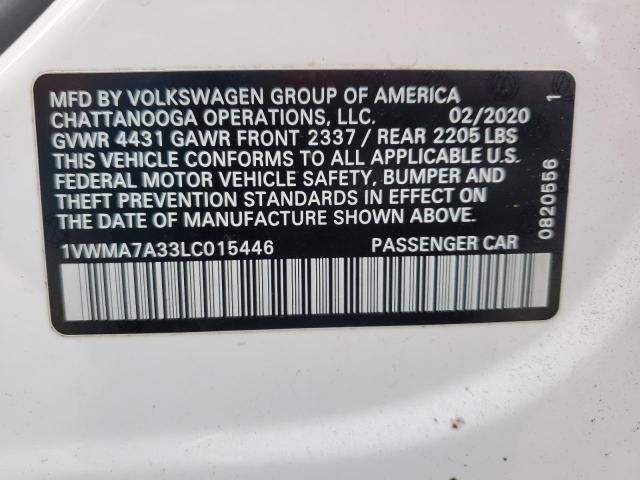 MFD BY VOLKSWAGEN GROUP OF AMERICA
CHATTANOOGA OPERATIONS, LLC. 02/2020
GVWR 4431 GAWR FRONT 2337 / REAR 2205 LBS
THIS VEHICLE CONFORMS TO ALL APPLICABLE U.S.
FEDERAL MOTOR VEHICLE SAFETY, BUMPER AND
THEFT PREVENTION STANDARDS IN EFFECT ON
THE DATE OF MANUFACTURE SHOWN ABOVE.
1VWMA7A33LC015446 PASSENGER CAR
0820556 1